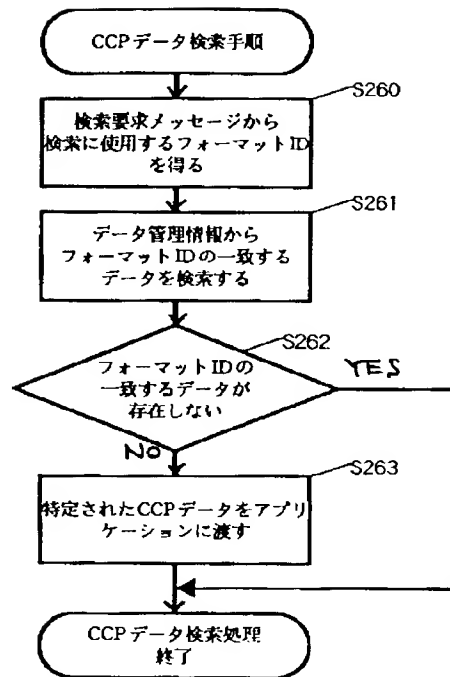 CCPデータ検索手順
S260
検索要求メッセージから
検索に使用するフォーマットID
を得る
S261
データ管理情報から
フォーマットIDの一致する
データを検索する
S262
フォーマットIDの
一致するデータが
存在しない
YES
NO
S263
特定されたCCPデータをアプリ
ケーションに渡す
CCPデータ検索処理
終了